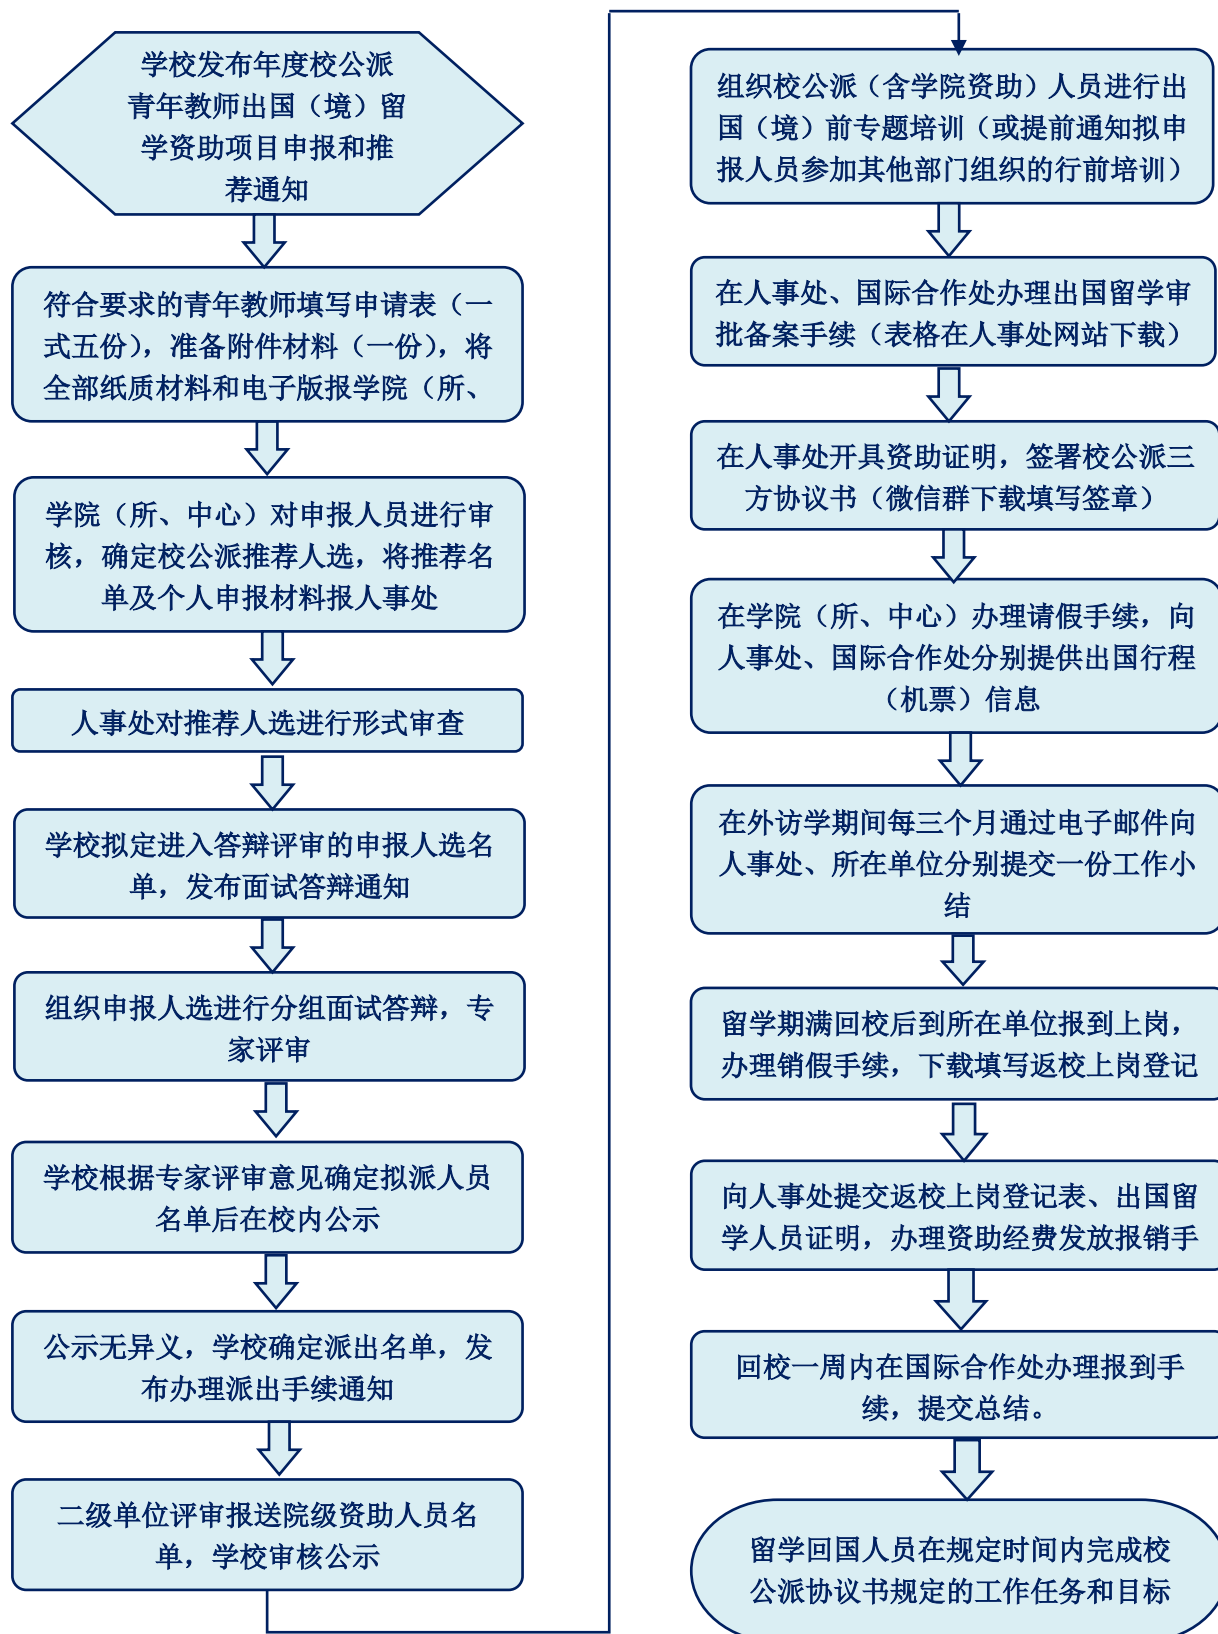 学校发布年度校公派
青年教师出国（境）留
学资助项目申报和推
荐通知
符合要求的青年教师填写申请表（一
式五份），准备附件材料（一份），将
全部纸质材料和电子版报学院（所、
学院（所、中心）对申报人员进行审
核，确定校公派推荐人选，将推荐名
单及个人申报材料报人事处
人事处对推荐人选进行形式审查
学校拟定进入答辩评审的申报人选名
单，发布面试答辩通知
组织申报人选进行分组面试答辩，专
家评审
学校根据专家评审意见确定拟派人员
名单后在校内公示
公示无异义，学校确定派出名单，发
布办理派出手续通知
二级单位评审报送院级资助人员名
单，学校审核公示
组织校公派（含学院资助）人员进行出
国（境）前专题培训（或提前通知拟申
报人员参加其他部门组织的行前培训）
在人事处、国际合作处办理出国留学审
批备案手续（表格在人事处网站下载）
在人事处开具资助证明，签署校公派三
方协议书（微信群下载填写签章）
在学院（所、中心）办理请假手续，向
人事处、国际合作处分别提供出国行程
（机票）信息
在外访学期间每三个月通过电子邮件向
人事处、所在单位分别提交一份工作小
结
留学期满回校后到所在单位报到上岗，
办理销假手续，下载填写返校上岗登记
向人事处提交返校上岗登记表、出国留
学人员证明，办理资助经费发放报销手
回校一周内在国际合作处办理报到手
续，提交总结。
留学回国人员在规定时间内完成校
公派协议书规定的工作任务和目标